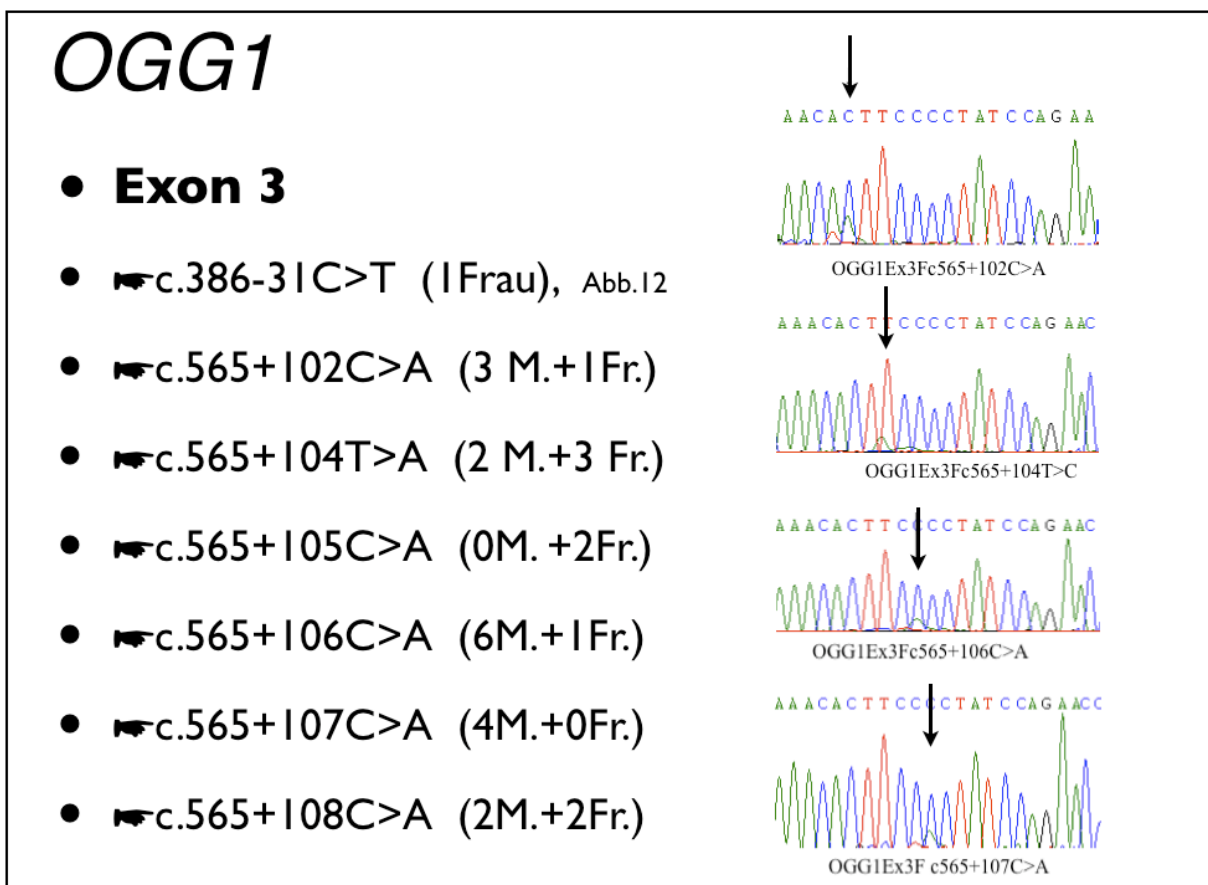 OGG1
• Exon 3
• ☛c.386-31C>T (1Frau), Abb.12
• ☛c.565+102C>A (3 M.+1Fr.)
• ☛c.565+104T>A (2 M.+3 Fr.)
• ☛c.565+105C>A (0M. +2Fr.)
• ☛c.565+106C>A (6M.+1Fr.)
• ☛c.565+107C>A (4M.+0Fr.)
• ☛c.565+108C>A (2M.+2Fr.)
AACACTTCCCCTATCCAGAA
OGG1Ex3Fc565+102C>A
AAACACTTCCCCTATCCAGAAC
OGG1Ex3Fc565+104T>C
AAACACTTCCCCTATCCAGAAC
OGG1Ex3Fc565+106C>A
AAACACTTCCCCTATCCAGAACC
OGG1Ex3F c565+107C>A